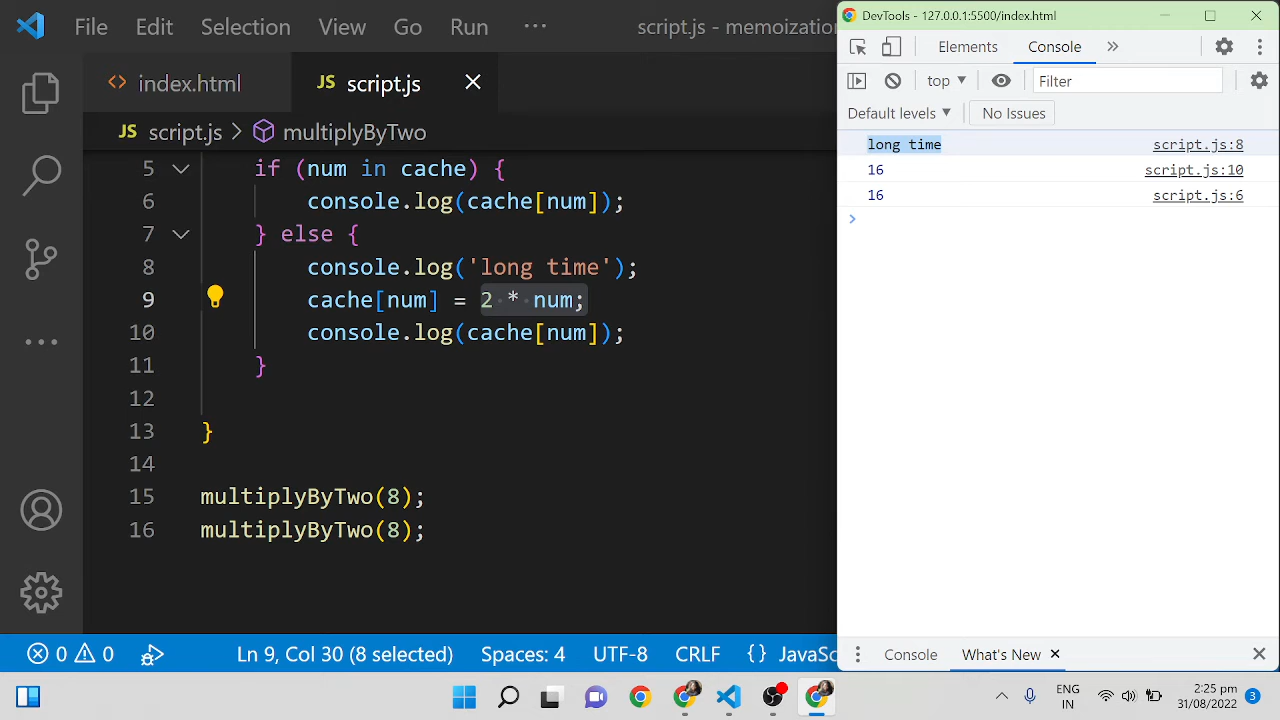 File Edit Selection View Go Run ··· script.js - memoization
index.html JS script.js
JS script.js > multiplyByTwo
5 if (num in cache) {
6 console.log(cache[num]);
7 } else {
8 console.log('long time');
9 cache[num] = 2 * num;
10 console.log(cache[num]);
11 }
12
13 }
14
15 multiplyByTwo(8);
16 multiplyByTwo(8);
0 0 Ln 9, Col 30 (8 selected) Spaces: 4 UTF-8 CRLF {} JavaSc
DevTools - 127.0.0.1:5500/index.html
Elements Console »
top ▼ Filter
Default levels ▼ No Issues
long time script.js:8
16 script.js:10
16 script.js:6
>
Console What's New
ENG
IN
2:25 pm
31/08/2022
3